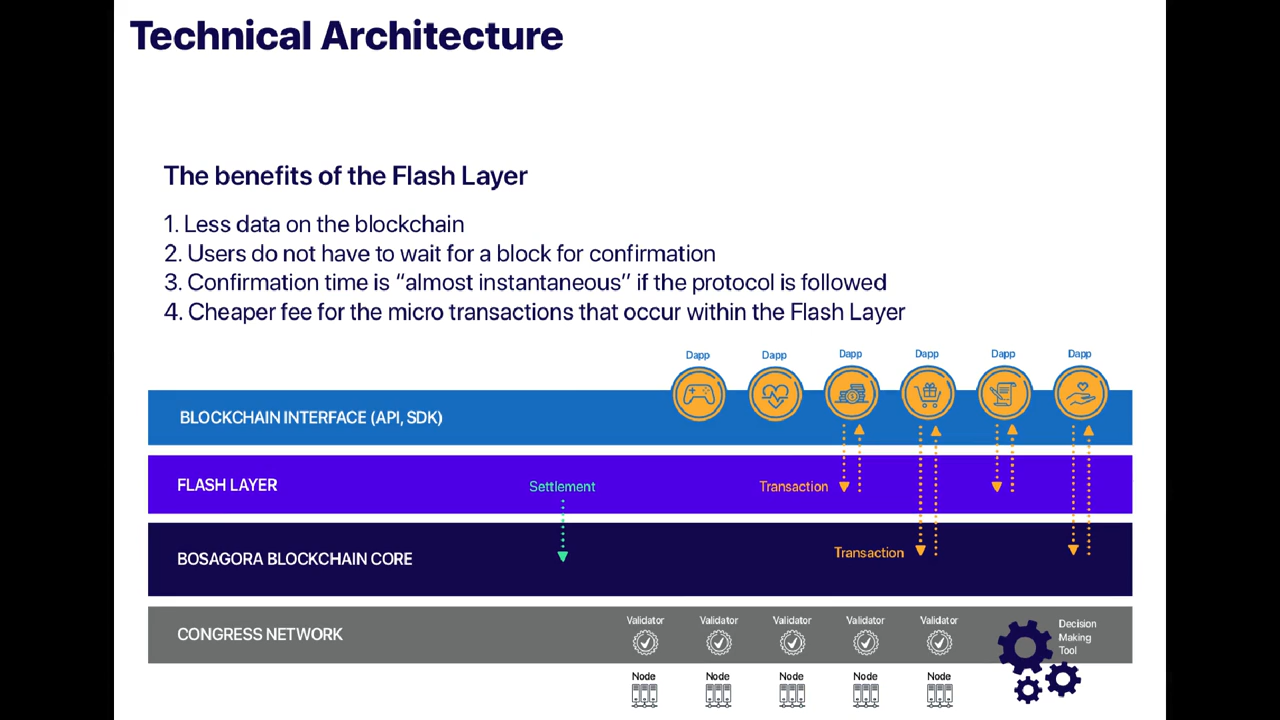 Technical Architecture
The benefits of the Flash Layer
1. Less data on the blockchain
2. Users do not have to wait for a block for confirmation
3. Confirmation time is “almost instantaneous” if the protocol is followed
4. Cheaper fee for the micro transactions that occur within the Flash Layer
Dapp Dapp Dapp Dapp Dapp Dapp
BLOCKCHAIN INTERFACE (API, SDK)
FLASH LAYER
Settlement
Transaction
BOSAGORA BLOCKCHAIN CORE
Transaction
CONGRESS NETWORK
Validator Validator Validator Validator Validator
Decision
Making
Tool
Node Node Node Node Node